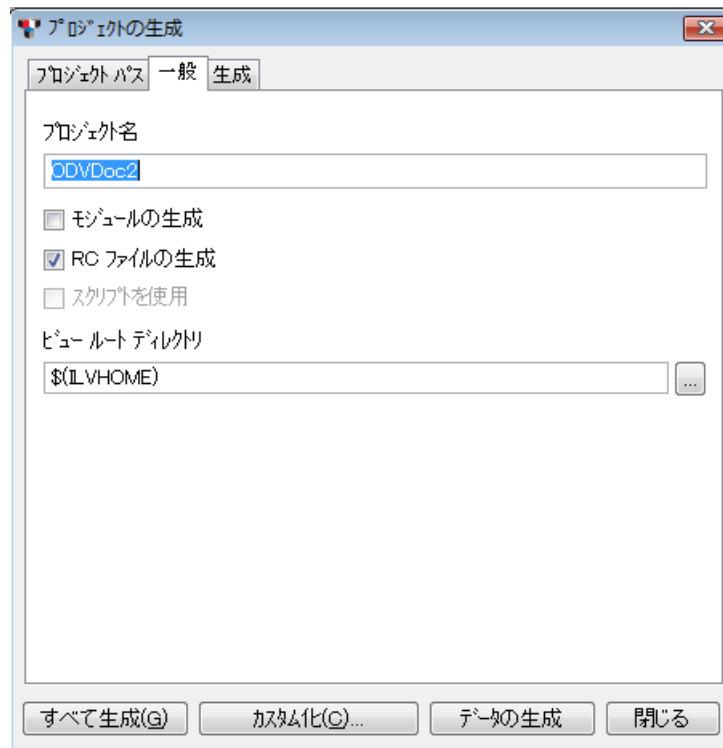 プロジェクトの生成
プロジェクト パス 一般 生成
プロジェクト名
ODVDoc2
モジュールの生成
RC ファイルの生成
スクリプトを使用
ビュー ルート ディレクトリ
$(ILVHOME)
...
すべて生成(G) カスタム化(C)... データの生成 閉じる